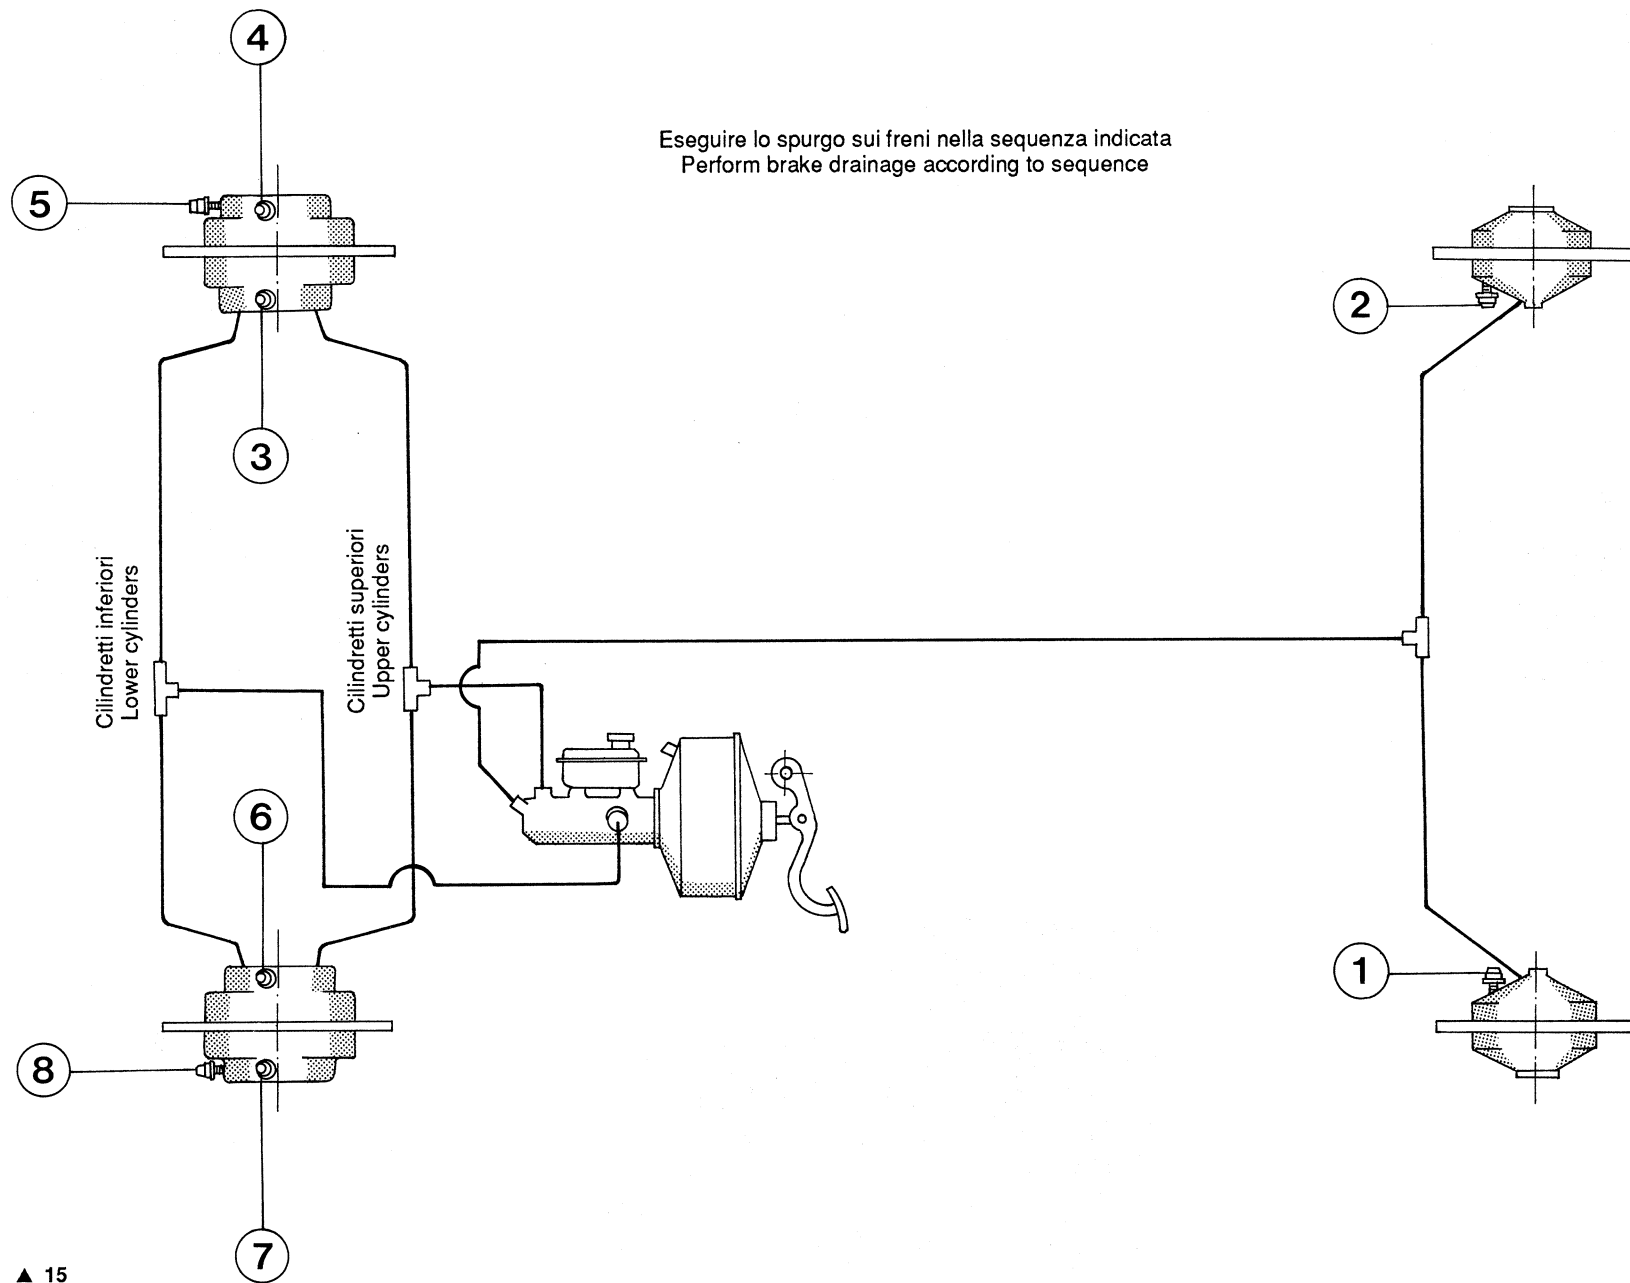 4
Eseguire lo spurgo sui freni nella sequenza indicata
Perform brake drainage according to sequence
5
2
3
Cilindretti inferiori
Lower cylinders
Cilindretti superiori
Upper cylinders
6
1
8
7
▲ 15